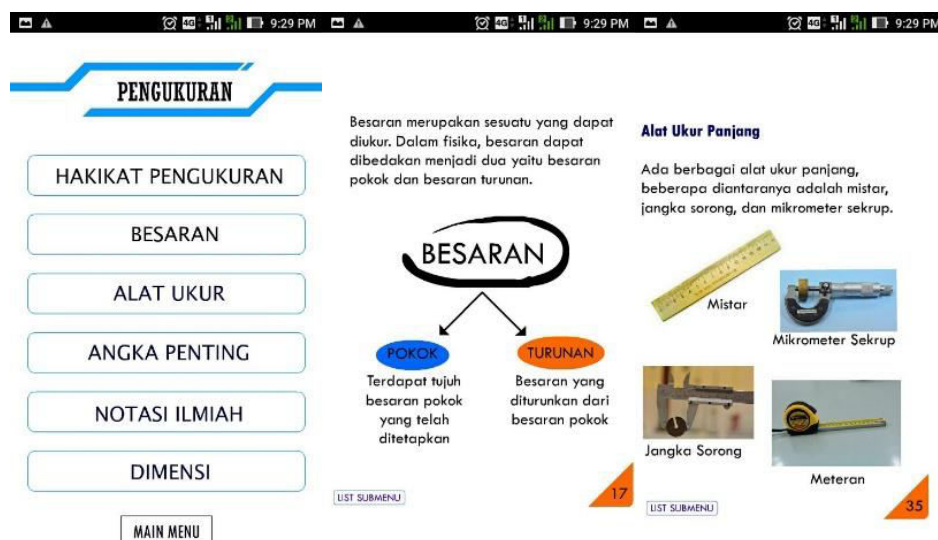 4G 9:29 PM
PENGUKURAN
HAKIKAT PENGUKURAN
BESARAN
ALAT UKUR
ANGKA PENTING
NOTASI ILMIAH
DIMENSI
MAIN MENU
4G 9:29 PM
Besaran merupakan sesuatu yang dapat
diukur. Dalam fisika, besaran dapat
dibedakan menjadi dua yaitu besaran
pokok dan besaran turunan.
BESARAN
POKOK
Terdapat tujuh
besaran pokok
yang telah
ditetapkan
TURUNAN
Besaran yang
diturunkan dari
besaran pokok
LIST SUBMENU
17
4G 9:29 PM
Alat Ukur Panjang
Ada berbagai alat ukur panjang,
beberapa diantaranya adalah mistar,
jangka sorong, dan mikrometer sekrup.
Mistar
Mikrometer Sekrup
Jangka Sorong
Meteran
LIST SUBMENU
35